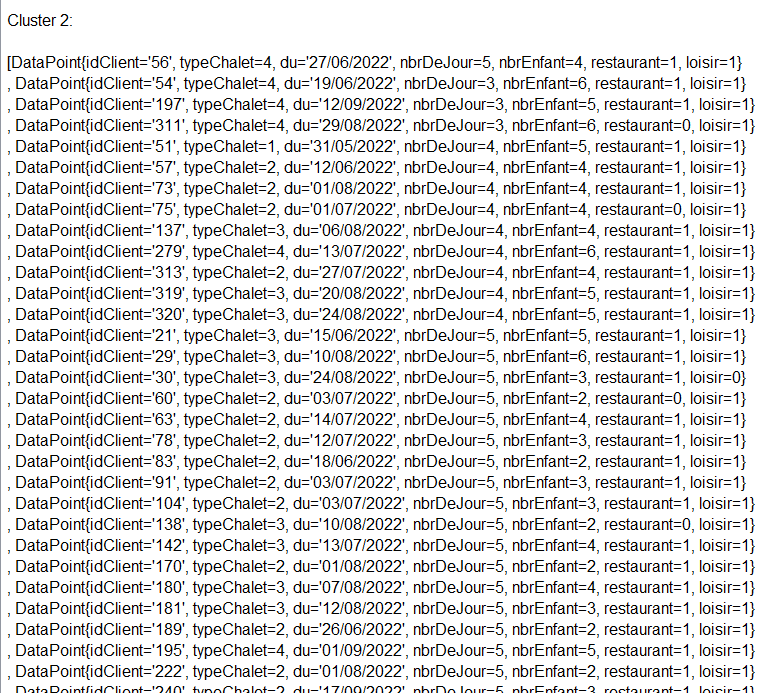 Cluster 2:
[DataPoint{idClient='56', typeChalet=4, du='27/06/2022', nbrDeJour=5, nbrEnfant=4, restaurant=1, loisir=1}
, DataPoint{idClient='54', typeChalet=4, du='19/06/2022', nbrDeJour=3, nbrEnfant=6, restaurant=1, loisir=1}
, DataPoint{idClient='197', typeChalet=4, du='12/09/2022', nbrDeJour=3, nbrEnfant=5, restaurant=1, loisir=1}
, DataPoint{idClient='311', typeChalet=4, du='29/08/2022', nbrDeJour=3, nbrEnfant=6, restaurant=0, loisir=1}
, DataPoint{idClient='51', typeChalet=1, du='31/05/2022', nbrDeJour=4, nbrEnfant=5, restaurant=1, loisir=1}
, DataPoint{idClient='57', typeChalet=2, du='12/06/2022', nbrDeJour=4, nbrEnfant=4, restaurant=1, loisir=1}
, DataPoint{idClient='73', typeChalet=2, du='01/08/2022', nbrDeJour=4, nbrEnfant=4, restaurant=1, loisir=1}
, DataPoint{idClient='75', typeChalet=2, du='01/07/2022', nbrDeJour=4, nbrEnfant=4, restaurant=0, loisir=1}
, DataPoint{idClient='137', typeChalet=3, du='06/08/2022', nbrDeJour=4, nbrEnfant=4, restaurant=1, loisir=1}
, DataPoint{idClient='279', typeChalet=4, du='13/07/2022', nbrDeJour=4, nbrEnfant=6, restaurant=1, loisir=1}
, DataPoint{idClient='313', typeChalet=2, du='27/07/2022', nbrDeJour=4, nbrEnfant=4, restaurant=1, loisir=1}
, DataPoint{idClient='319', typeChalet=3, du='20/08/2022', nbrDeJour=4, nbrEnfant=5, restaurant=1, loisir=1}
, DataPoint{idClient='320', typeChalet=3, du='24/08/2022', nbrDeJour=4, nbrEnfant=5, restaurant=1, loisir=1}
, DataPoint{idClient='21', typeChalet=3, du='15/06/2022', nbrDeJour=5, nbrEnfant=5, restaurant=1, loisir=1}
, DataPoint{idClient='29', typeChalet=3, du='10/08/2022', nbrDeJour=5, nbrEnfant=6, restaurant=1, loisir=1}
, DataPoint{idClient='30', typeChalet=3, du='24/08/2022', nbrDeJour=5, nbrEnfant=3, restaurant=1, loisir=0}
, DataPoint{idClient='60', typeChalet=2, du='03/07/2022', nbrDeJour=5, nbrEnfant=2, restaurant=0, loisir=1}
, DataPoint{idClient='63', typeChalet=2, du='14/07/2022', nbrDeJour=5, nbrEnfant=4, restaurant=1, loisir=1}
, DataPoint{idClient='78', typeChalet=2, du='12/07/2022', nbrDeJour=5, nbrEnfant=3, restaurant=1, loisir=1}
, DataPoint{idClient='83', typeChalet=2, du='18/06/2022', nbrDeJour=5, nbrEnfant=2, restaurant=1, loisir=1}
, DataPoint{idClient='91', typeChalet=2, du='03/07/2022', nbrDeJour=5, nbrEnfant=3, restaurant=1, loisir=1}
, DataPoint{idClient='104', typeChalet=2, du='03/07/2022', nbrDeJour=5, nbrEnfant=3, restaurant=1, loisir=1}
, DataPoint{idClient='138', typeChalet=3, du='10/08/2022', nbrDeJour=5, nbrEnfant=2, restaurant=0, loisir=1}
, DataPoint{idClient='142', typeChalet=3, du='13/07/2022', nbrDeJour=5, nbrEnfant=4, restaurant=1, loisir=1}
, DataPoint{idClient='170', typeChalet=2, du='01/08/2022', nbrDeJour=5, nbrEnfant=2, restaurant=1, loisir=1}
, DataPoint{idClient='180', typeChalet=3, du='07/08/2022', nbrDeJour=5, nbrEnfant=4, restaurant=1, loisir=1}
, DataPoint{idClient='181', typeChalet=3, du='12/08/2022', nbrDeJour=5, nbrEnfant=3, restaurant=1, loisir=1}
, DataPoint{idClient='189', typeChalet=2, du='26/06/2022', nbrDeJour=5, nbrEnfant=2, restaurant=1, loisir=1}
, DataPoint{idClient='195', typeChalet=4, du='01/09/2022', nbrDeJour=5, nbrEnfant=5, restaurant=1, loisir=1}
, DataPoint{idClient='222', typeChalet=2, du='01/08/2022', nbrDeJour=5, nbrEnfant=2, restaurant=1, loisir=1}
, DataPoint{idClient='240', typeChalet=2, du='17/09/2022', nbrDeJour=5, nbrEnfant=3, restaurant=1, loisir=1}